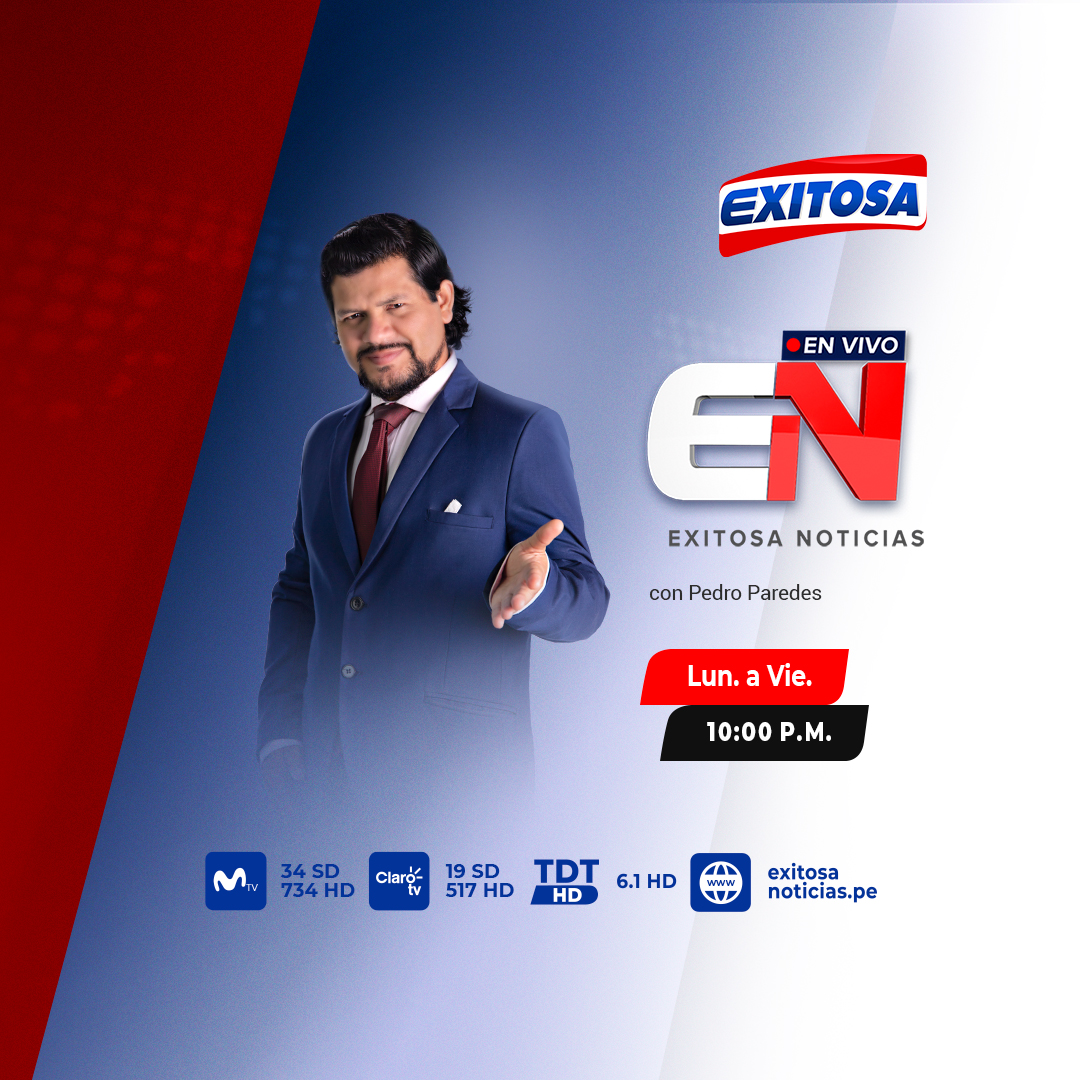 EXITOSA
EN VIVO
EN
EXITOSA NOTICIAS
con Pedro Paredes
Lun. a Vie.
10:00 P.M.
TV
34 SD
734 HD
Claro
tv
19 SD
517 HD
TDT
HD
6.1 HD
www
exitosa
noticias.pe